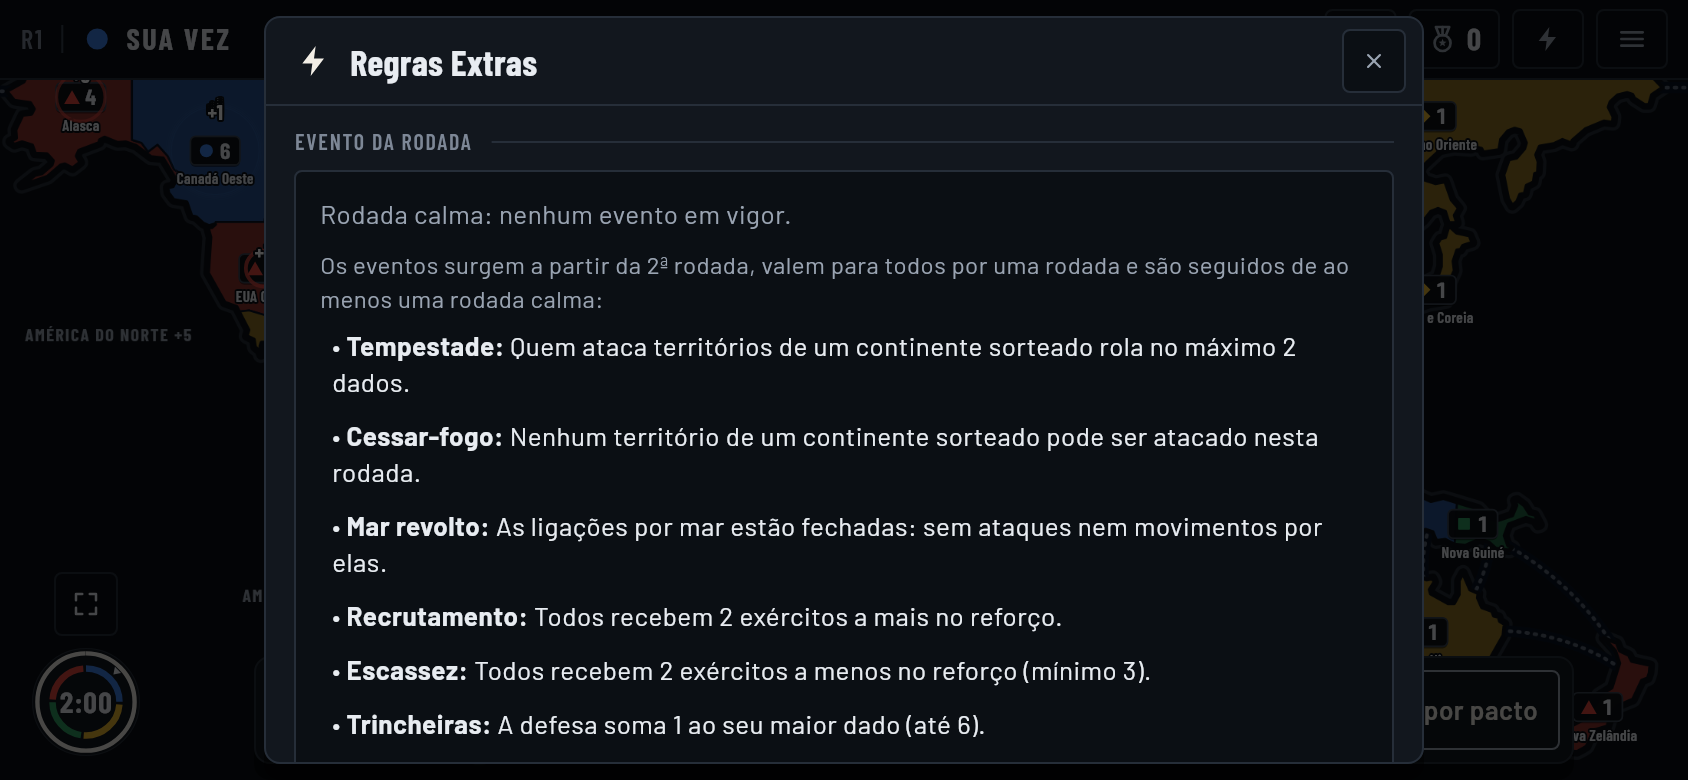 R1
SUA VEZ
Regras Extras
0
EVENTO DA RODADA
Rodada calma: nenhum evento em vigor.
Os eventos surgem a partir da 2ª rodada, valem para todos por uma rodada e são seguidos de ao
menos uma rodada calma:
• Tempestade: Quem ataca territórios de um continente sorteado rola no máximo 2
dados.
• Cessar-fogo: Nenhum território de um continente sorteado pode ser atacado nesta
rodada.
• Mar revolto: As ligações por mar estão fechadas: sem ataques nem movimentos por
elas.
• Recrutamento: Todos recebem 2 exércitos a mais no reforço.
• Escassez: Todos recebem 2 exércitos a menos no reforço (mínimo 3).
• Trincheiras: A defesa soma 1 ao seu maior dado (até 6).
4
Alasca
+1
6
Canadá Oeste
EUA
AMÉRICA DO NORTE +5
2:00
1
Oriente
1
e Coreia
1
Nova Guiné
1
por pacto
1
va Zelândia